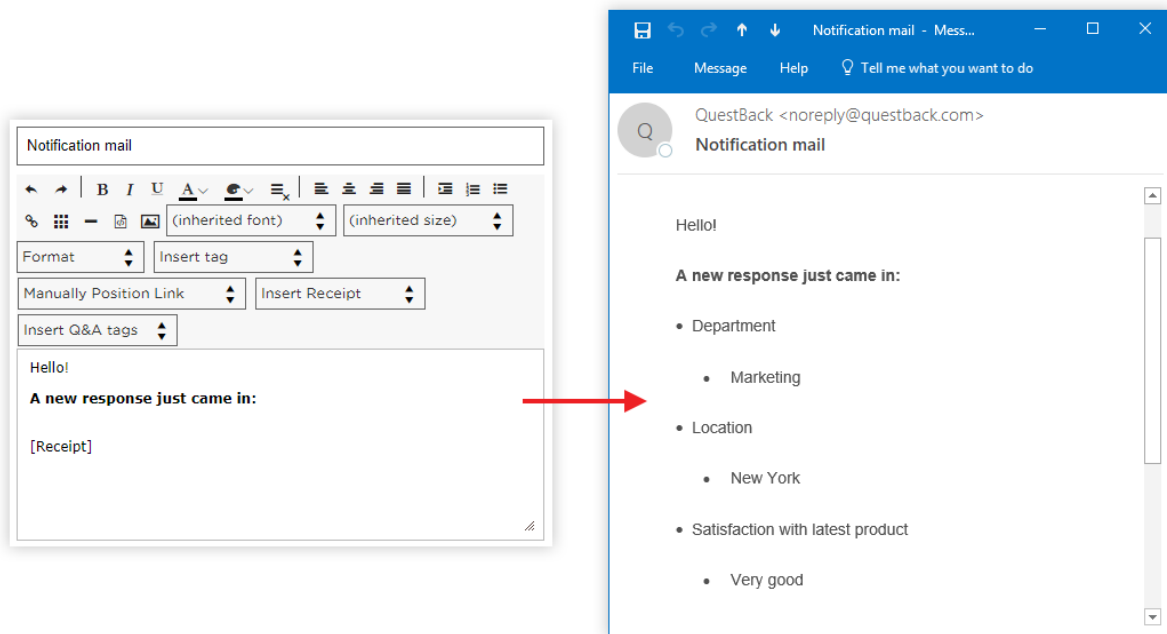 Notification mail
B I U A
(inherited font) (inherited size)
Format Insert tag
Manually Position Link Insert Receipt
Insert Q&A tags
Hello!
A new response just came in:
[Receipt]
Notification mail - Mess...
File Message Help Tell me what you want to do
Q
QuestBack <noreply@questback.com>
Notification mail
Hello!
A new response just came in:
• Department
• Marketing
• Location
• New York
• Satisfaction with latest product
• Very good